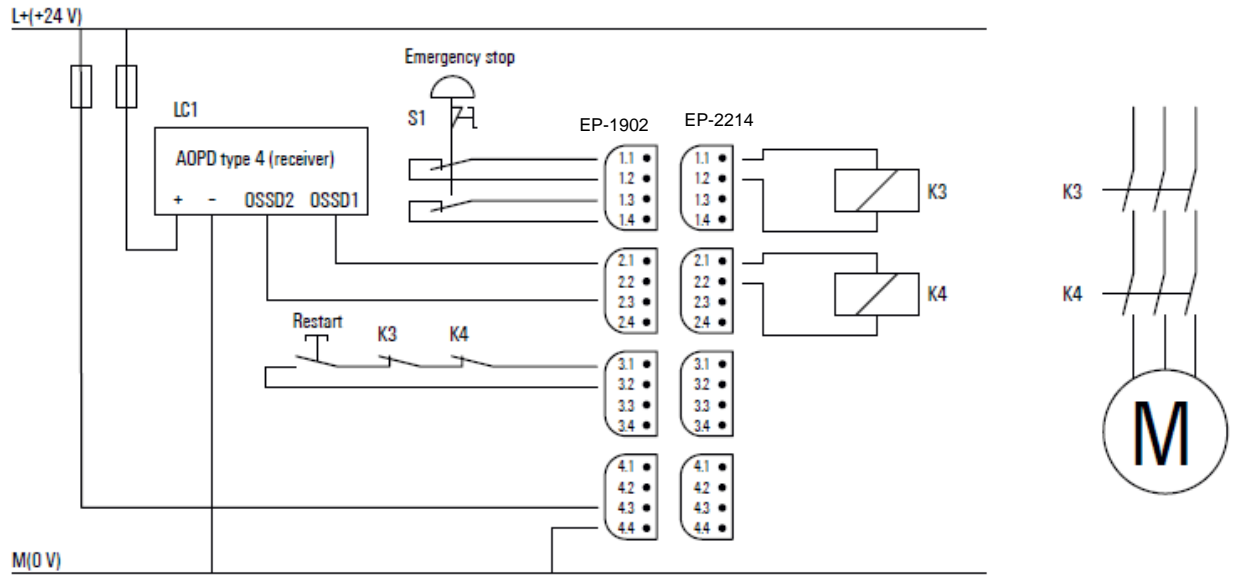 L+(+24 V)
Emergency stop
LC1
S1
EP-1902
EP-2214
AOPD type 4 (receiver)
+ - OSSD2 OSSD1
1.1 1.1
1.2 1.2
1.3 1.3
1.4 1.4
K3
K3
2.1 2.1
2.2 2.2
2.3 2.3
2.4 2.4
K4
K4
Restart
K3
K4
3.1 3.1
3.2 3.2
3.3 3.3
3.4 3.4
M
4.1 4.1
4.2 4.2
4.3 4.3
4.4 4.4
M(0 V)